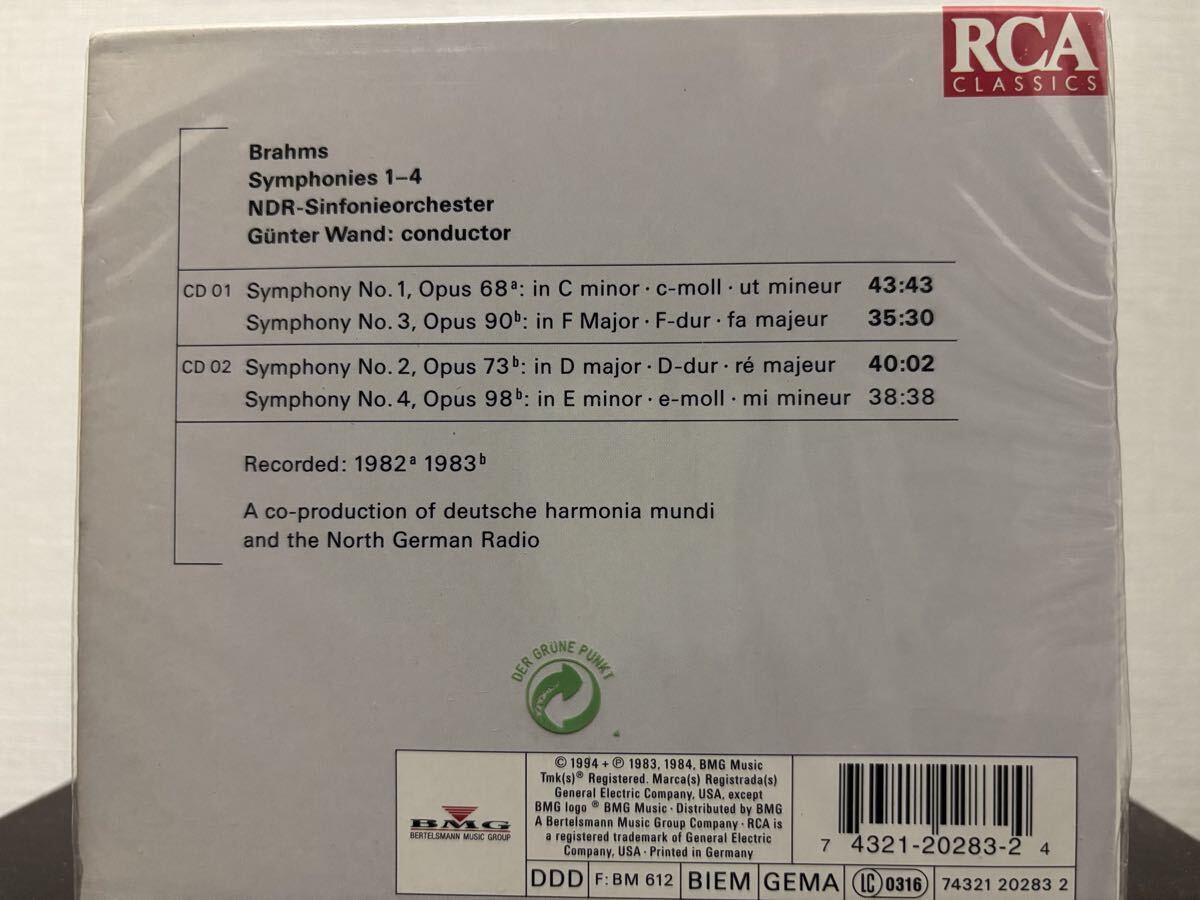 RCA
CLASSICS
Brahms
Symphonies 1–4
NDR-Sinfonieorchester
Günter Wand: conductor
CD 01 Symphony No. 1, Opus 68ª: in C minor · c-moll · ut mineur 43:43
Symphony No. 3, Opus 90ᵇ: in F Major · F-dur · fa majeur 35:30
CD 02 Symphony No. 2, Opus 73ᵇ: in D major · D-dur · ré majeur 40:02
Symphony No. 4, Opus 98ᵇ: in E minor · e-moll · mi mineur 38:38
Recorded: 1982ª 1983ᵇ
A co-production of deutsche harmonia mundi
and the North German Radio
DER GRÜNE PUNKT
BMG
BERTELSMANN MUSIC GROUP
© 1994 + ℗ 1983, 1984, BMG Music
Tmk(s)® Registered. Marca(s) Registrada(s)
General Electric Company, USA, except
BMG logo ® BMG Music · Distributed by BMG
A Bertelsmann Music Group Company · RCA is
a registered trademark of General Electric
Company, USA · Printed in Germany
7 4321-20283-2 4
DDD F: BM 612 BIEM GEMA LC 0316 74321 20283 2